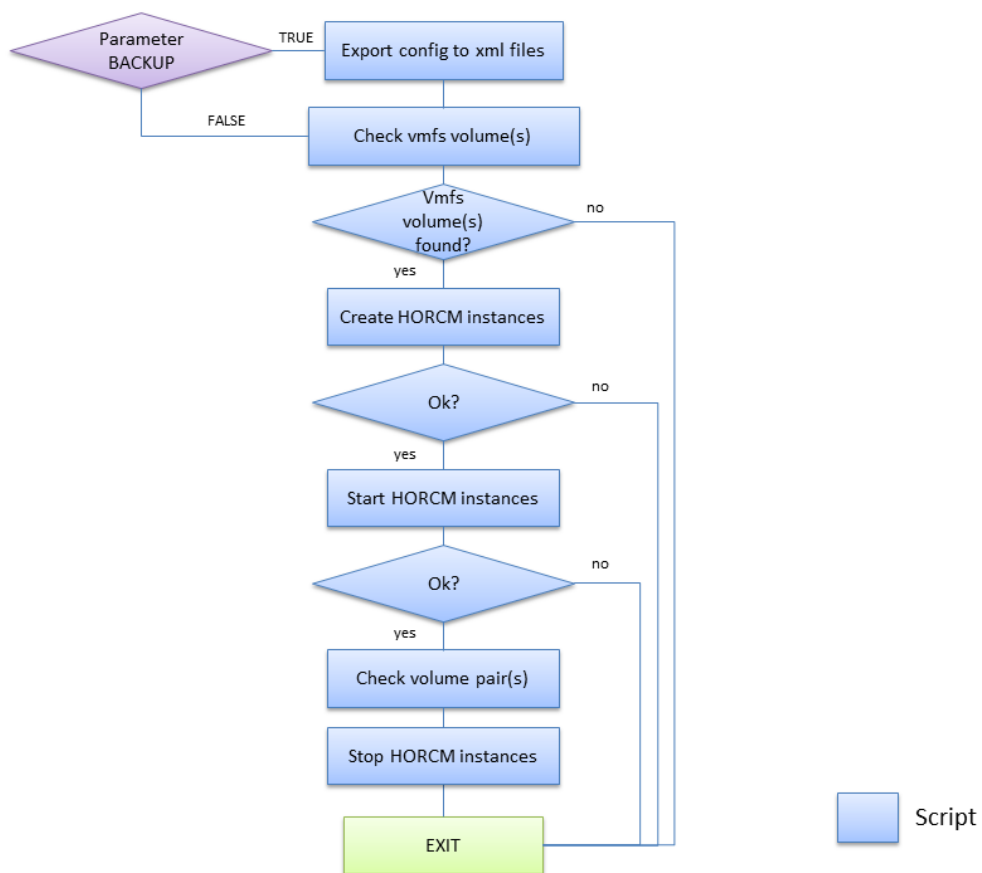 Parameter
BACKUP
TRUE
Export config to xml files
FALSE
Check vmfs volume(s)
Vmfs
volume(s)
found?
no
yes
Create HORCM instances
Ok?
no
yes
Start HORCM instances
Ok?
no
yes
Check volume pair(s)
Stop HORCM instances
EXIT
Script